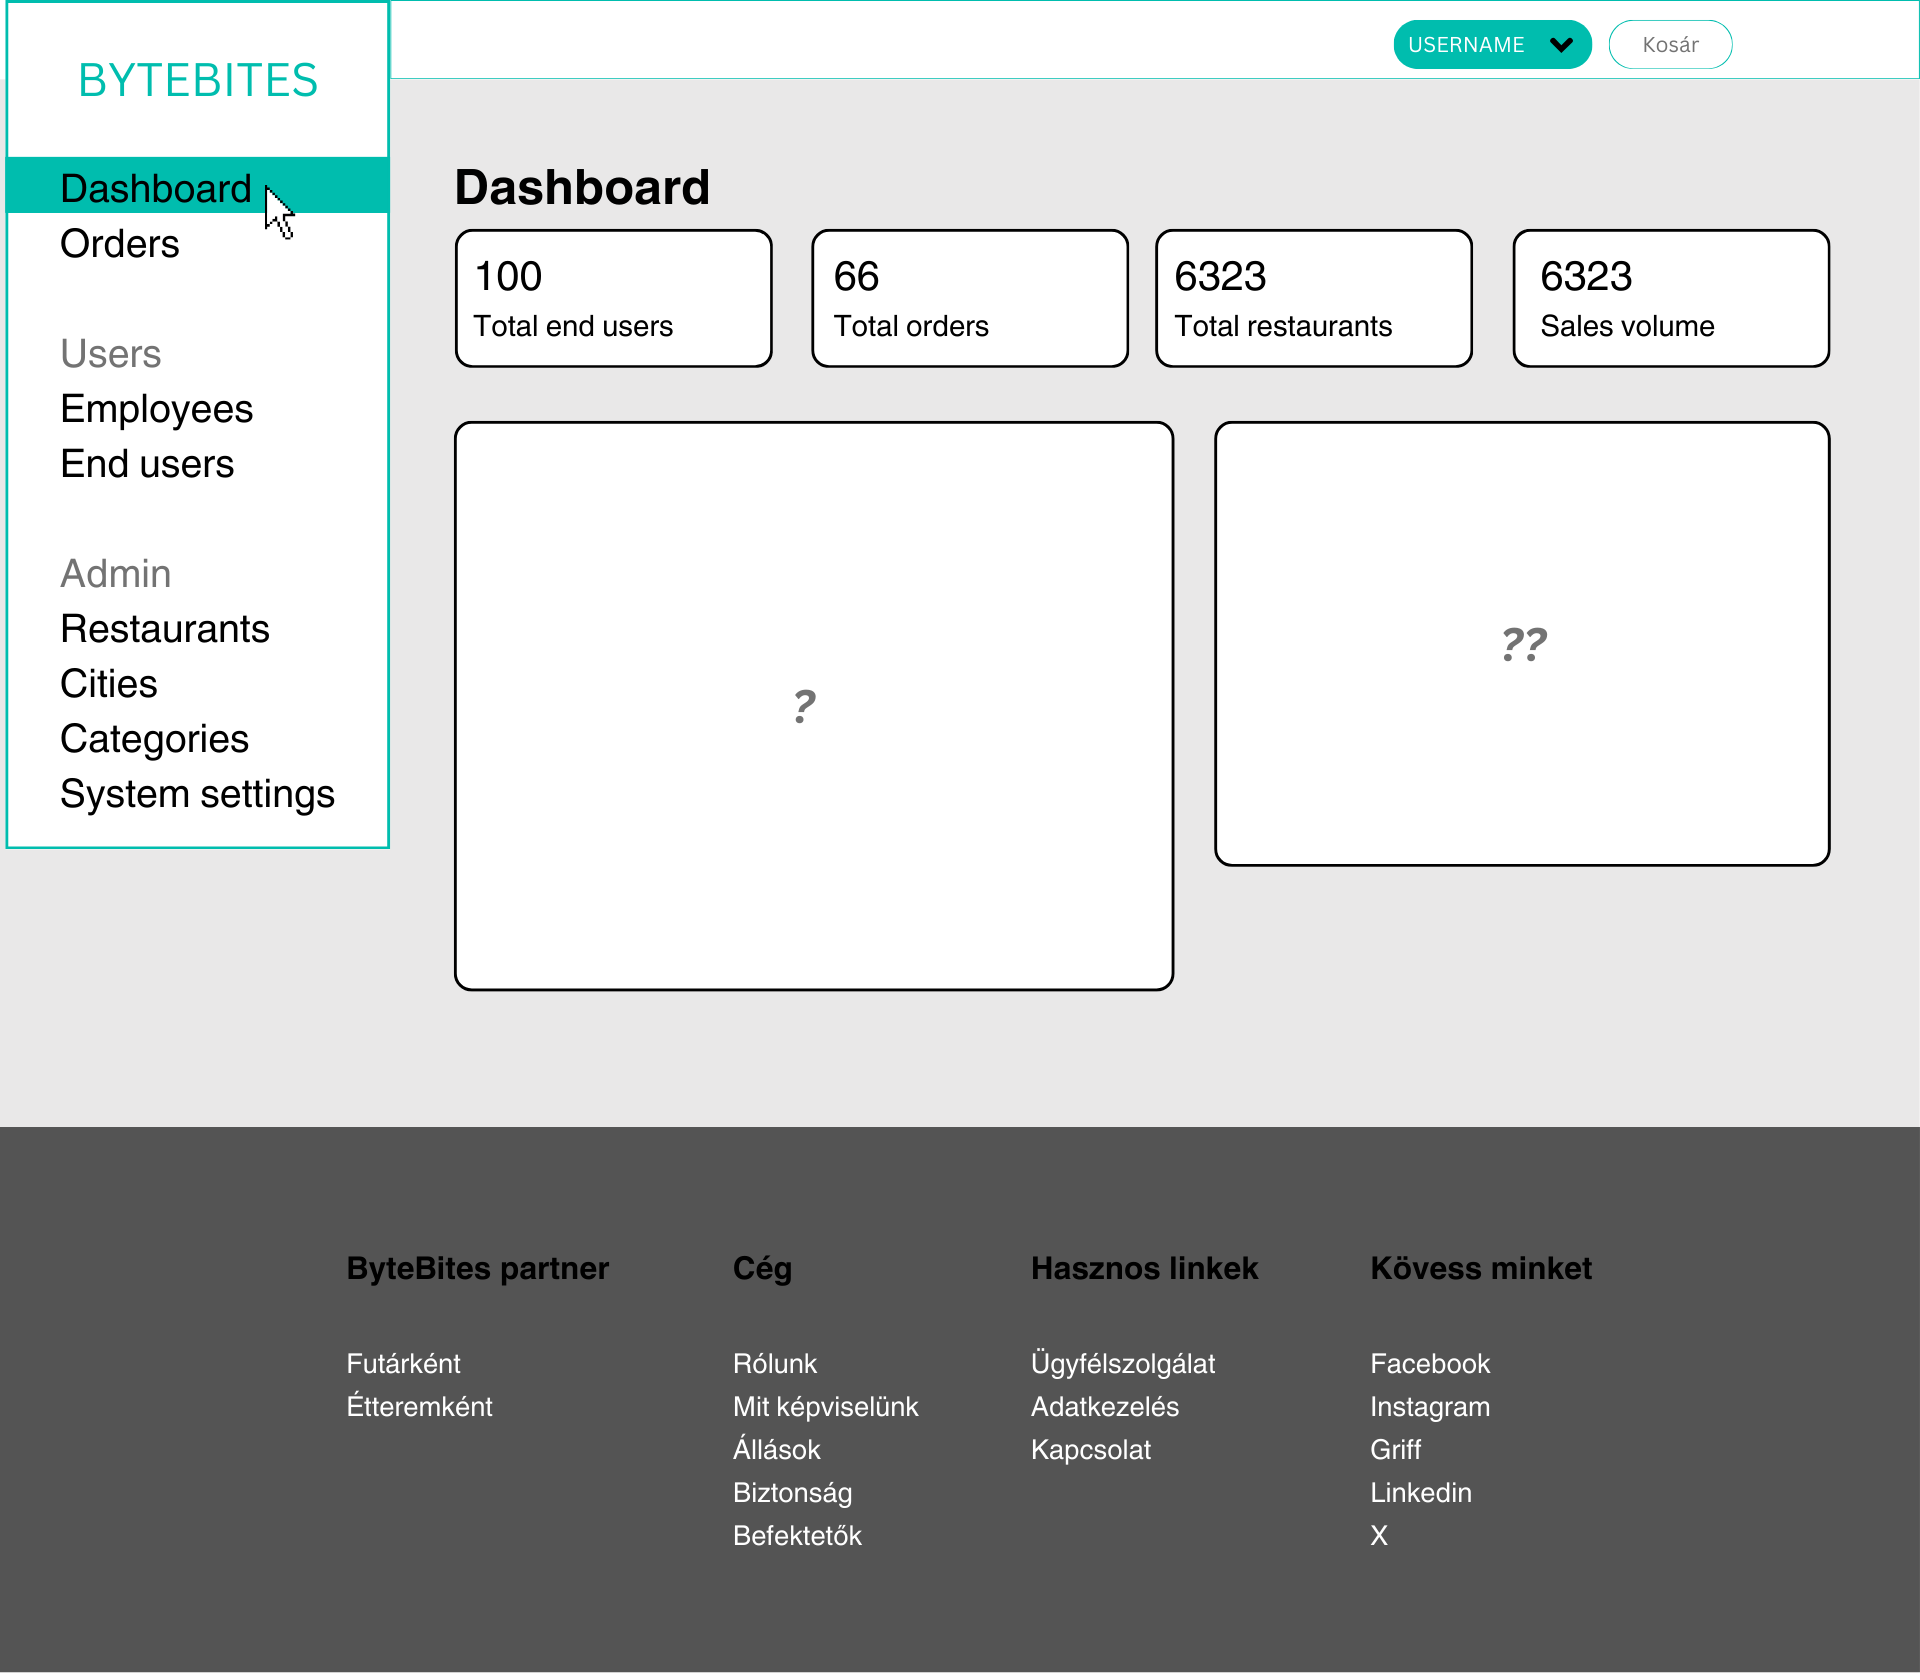 BYTEBITES
USERNAME
Kosár
Dashboard
Orders
Users
Employees
End users
Admin
Restaurants
Cities
Categories
System settings
Dashboard
100
Total end users
66
Total orders
6323
Total restaurants
6323
Sales volume
?
??
ByteBites partner
Futárként
Étteremként
Cég
Rólunk
Mit képviselünk
Állások
Biztonság
Befektetők
Hasznos linkek
Ügyfélszolgálat
Adatkezelés
Kapcsolat
Kövess minket
Facebook
Instagram
Griff
Linkedin
X